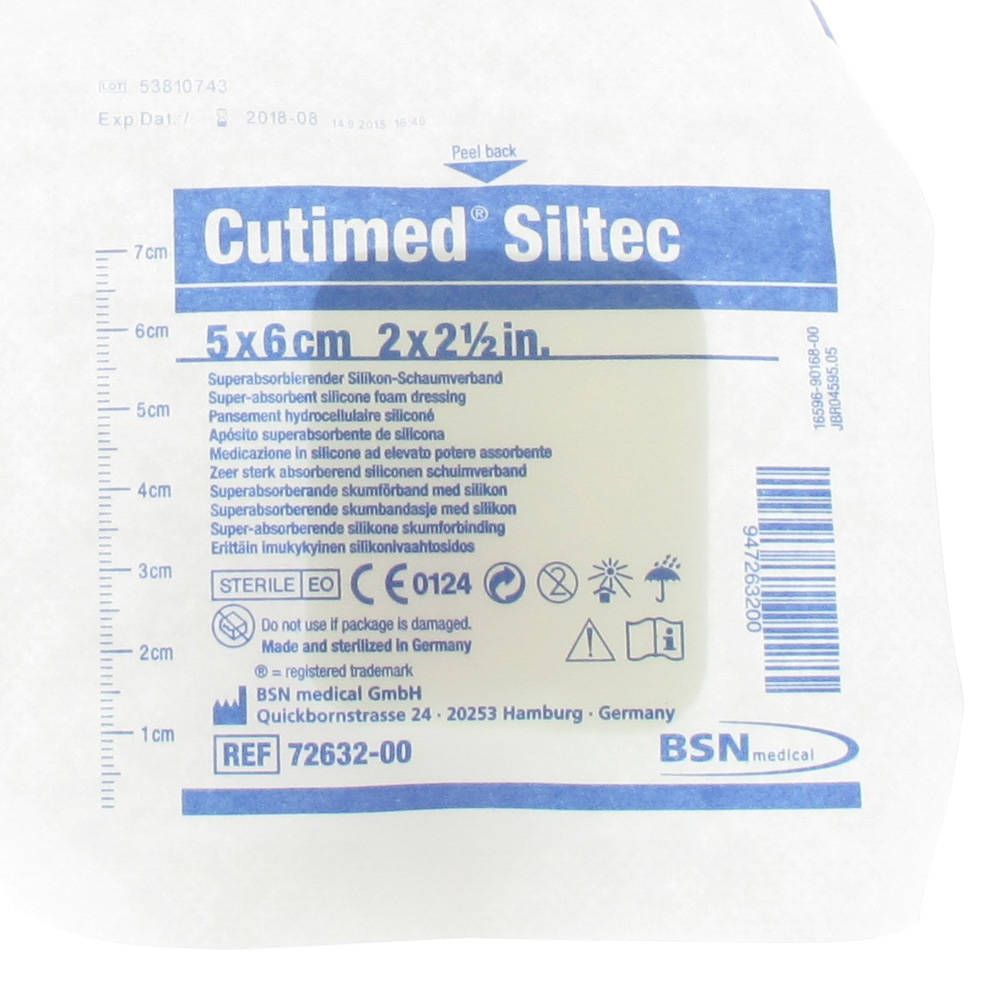 LOT 53810743
Exp.Dat.: / 2018-08 14.9.2015 16:46
Peel back
Cutimed® Siltec
7cm
6cm
5cm
4cm
3cm
2cm
1cm
5x6cm 2x2½in.
Superabsorbierender Silikon-Schaumverband
Super-absorbent silicone foam dressing
Pansement hydrocellulaire siliconé
Apósito superabsorbente de silicona
Medicazione in silicone ad elevato potere assorbente
Zeer sterk absorberend siliconen schuimverband
Superabsorberande skumförband med silikon
Superabsorberende skumbandasje med silikon
Super-absorberende silikone skumforbinding
Erittäin imukykyinen silikonivaahtosidos
STERILE EO CE 0124 2
Do not use if package is damaged.
Made and sterilized in Germany
® = registered trademark
BSN medical GmbH
Quickbornstrasse 24 · 20253 Hamburg · Germany
REF 72632-00
BSN medical
16596-90168-00
JBR04595.05
947263200